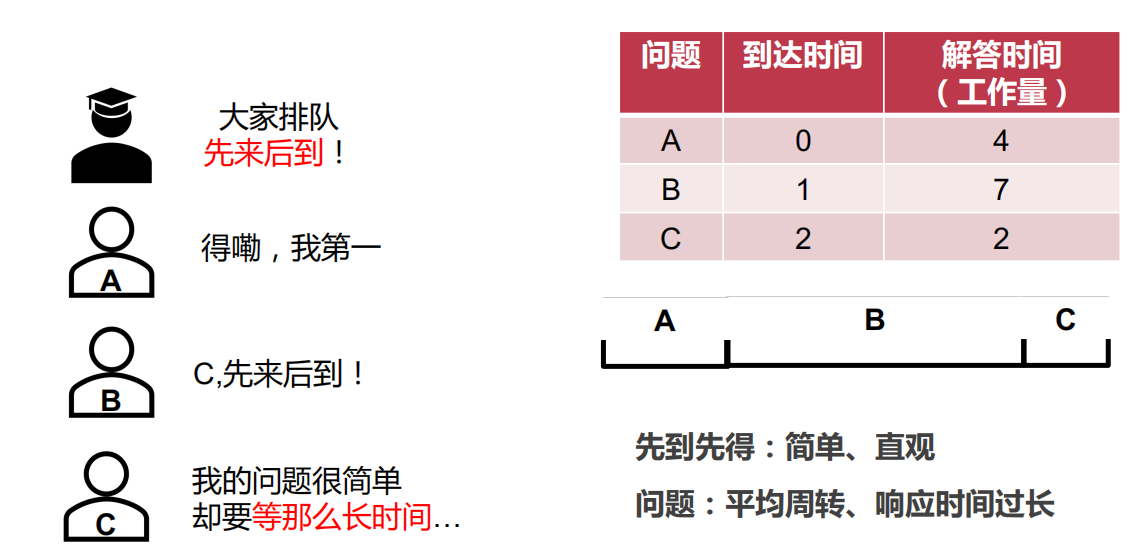 大家排队
先来后到！
A
得嘞，我第一
B
C,先来后到！
C
我的问题很简单
却要等那么长时间…
问题 到达时间 解答时间
（工作量）
A 0 4
B 1 7
C 2 2
A B C
先到先得：简单、直观
问题：平均周转、响应时间过长